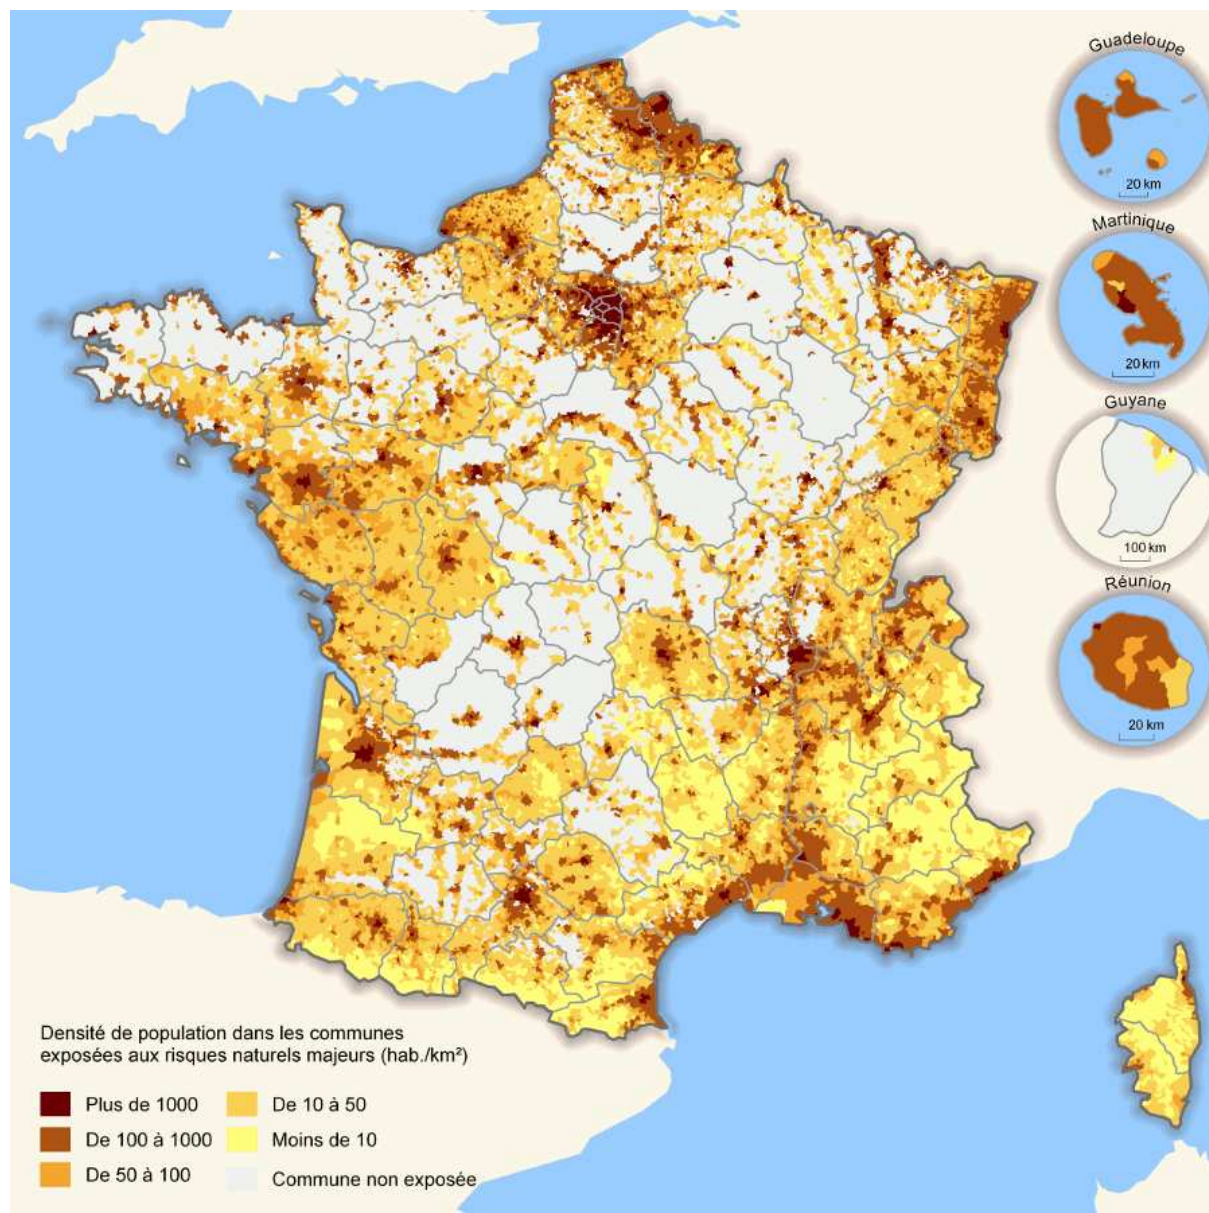 Guadeloupe
20 km
Martinique
20 km
Guyane
100 km
Réunion
20 km
Densité de population dans les communes
exposées aux risques naturels majeurs (hab./km²)
Plus de 1000
De 10 à 50
De 100 à 1000
Moins de 10
De 50 à 100
Commune non exposée